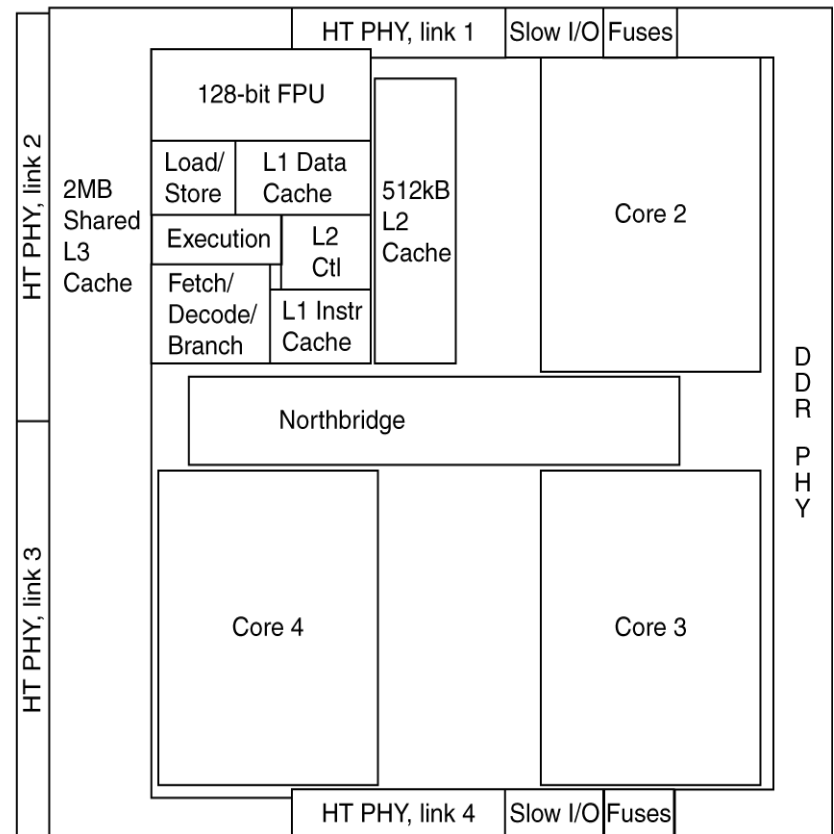 HT PHY, link 1
Slow I/O
Fuses
HT PHY, link 2
2MB
Shared
L3
Cache
128-bit FPU
Load/
Store
L1 Data
Cache
Execution
L2
Ctl
Fetch/
Decode/
Branch
L1 Instr
Cache
512kB
L2
Cache
Core 2
Northbridge
D
D
R
P
H
Y
HT PHY, link 3
Core 4
Core 3
HT PHY, link 4
Slow I/O
Fuses